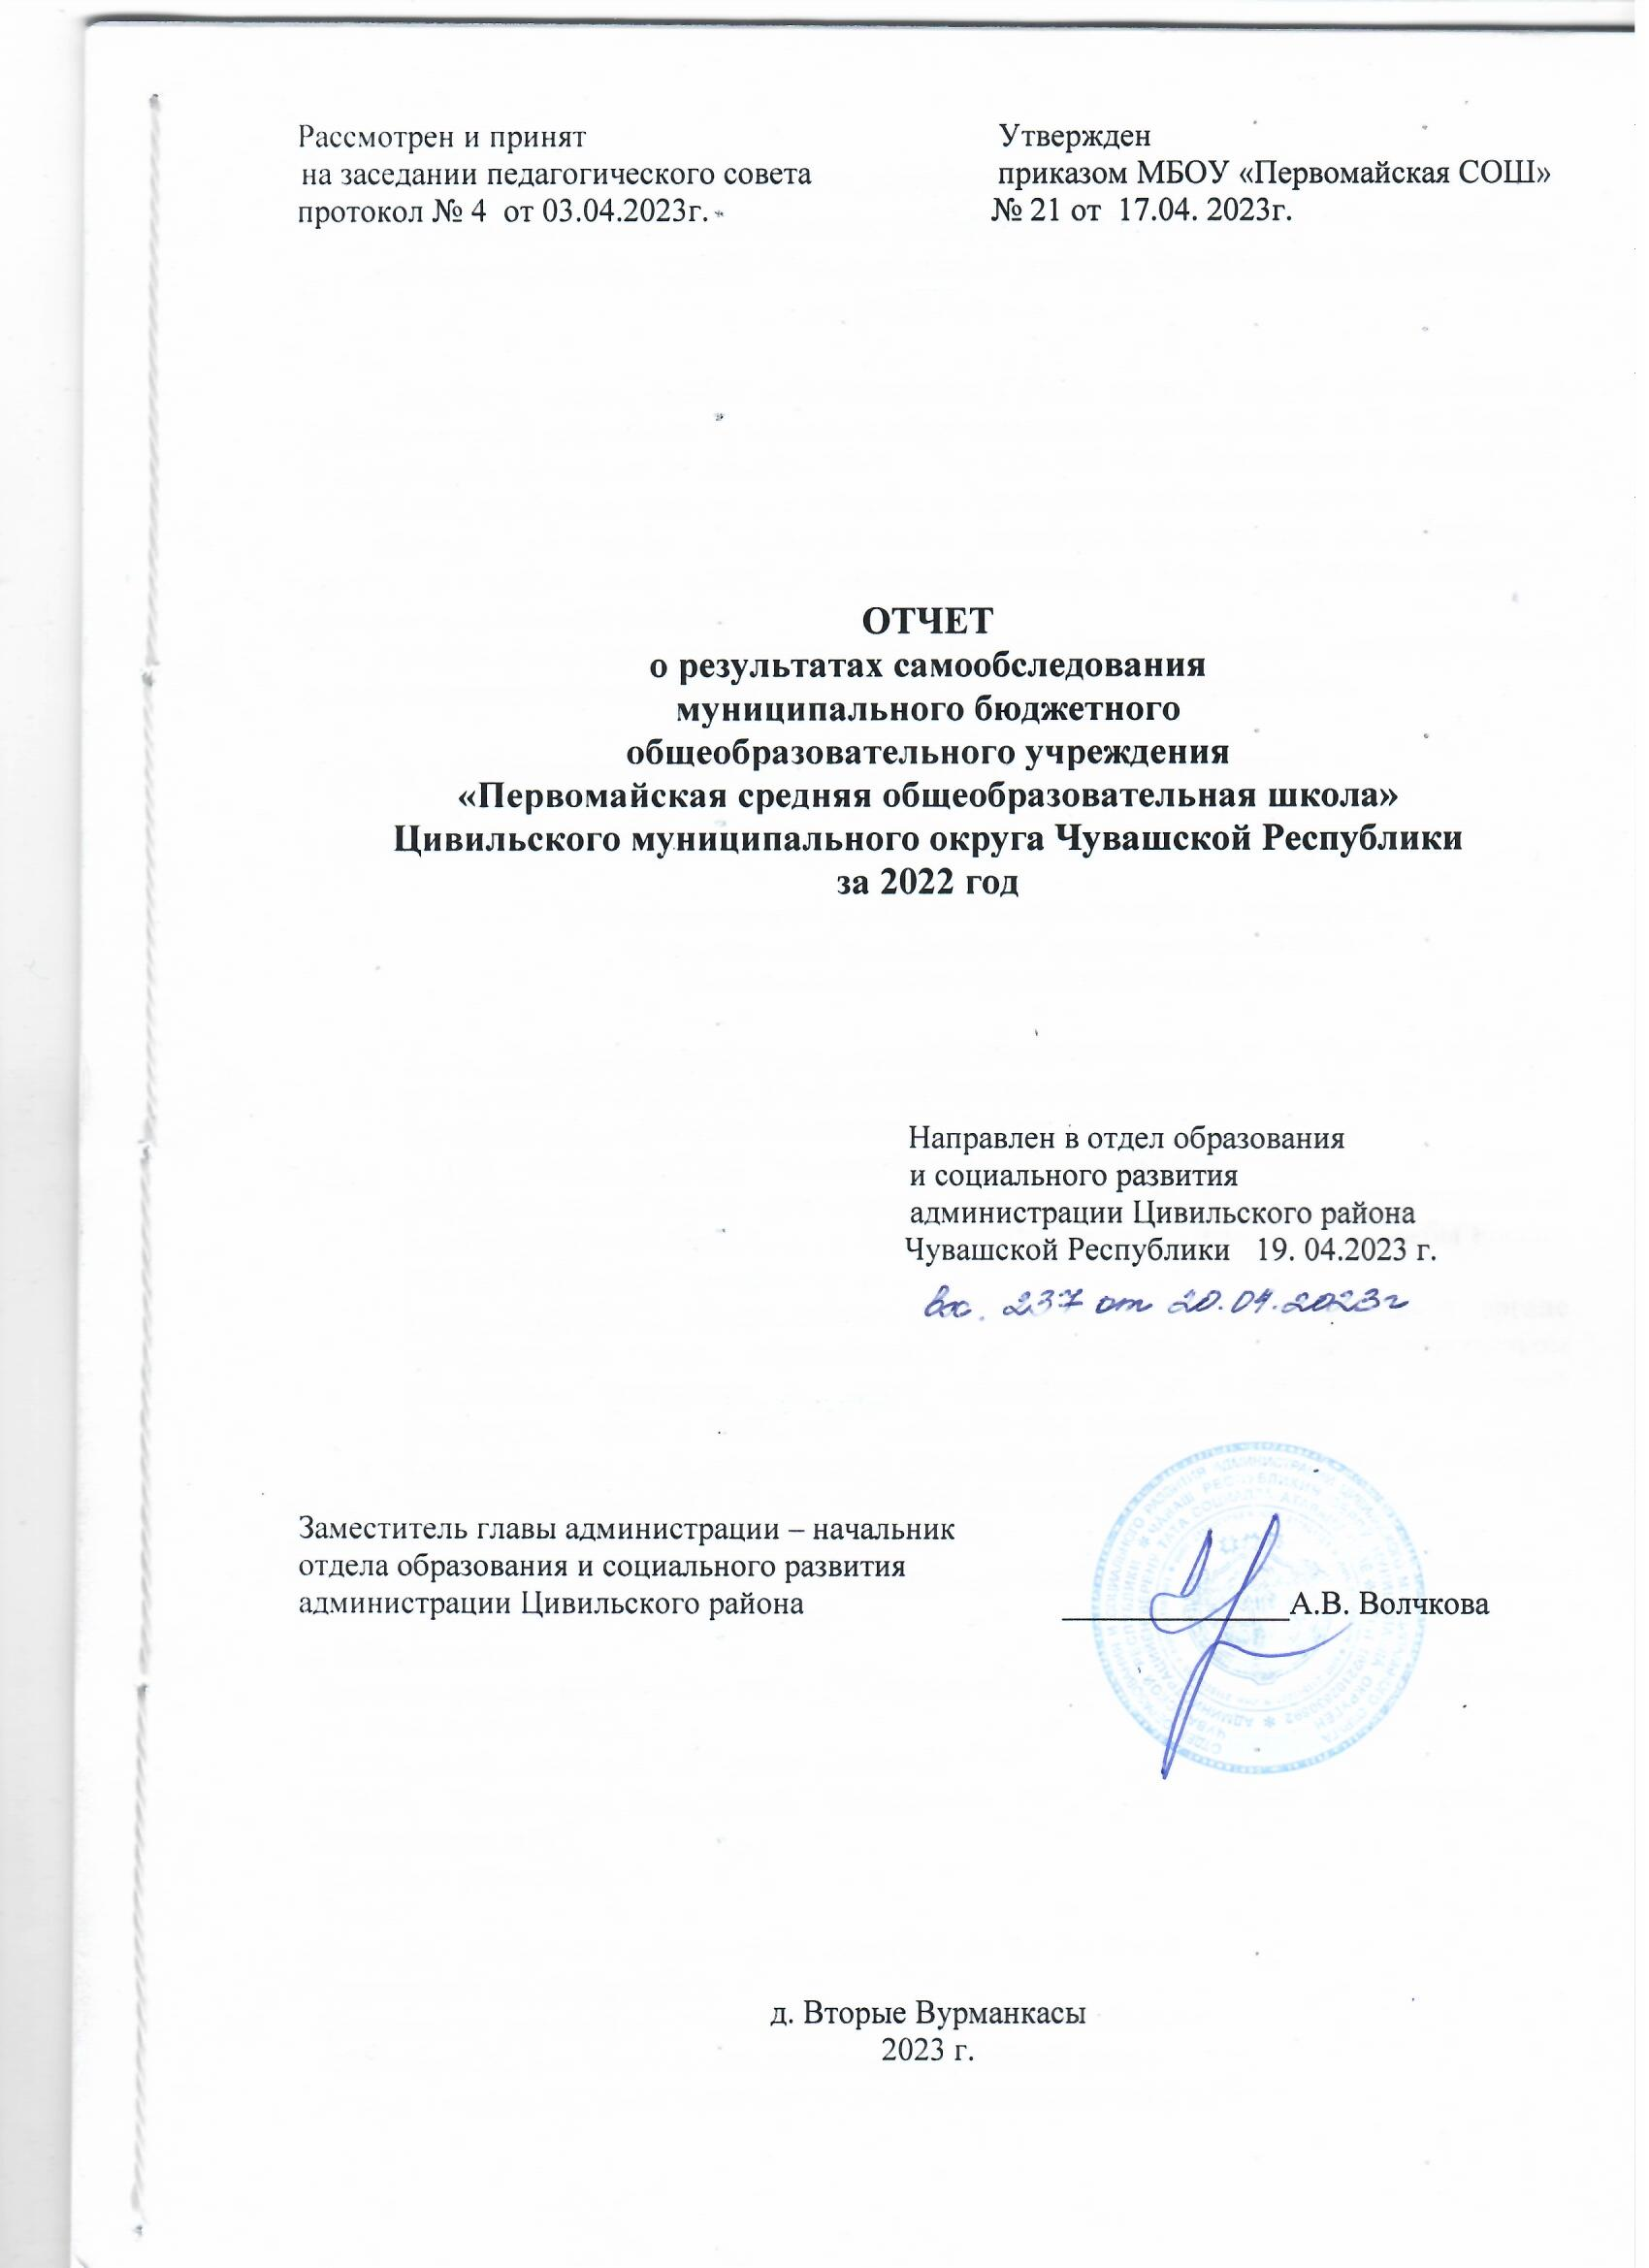 Рассмотрен и принят
на заседании педагогического совета
протокол № 4 от 03.04.2023г.
Утвержден
приказом МБОУ «Первомайская СОШ»
№ 21 от 17.04. 2023г.
ОТЧЕТ
о результатах самообследования
муниципального бюджетного
общеобразовательного учреждения
«Первомайская средняя общеобразовательная школа»
Цивильского муниципального округа Чувашской Республики
за 2022 год
Направлен в отдел образования
и социального развития
администрации Цивильского района
Чувашской Республики 19. 04.2023 г.
вх. 237 от 20.04.2023г
Заместитель главы администрации – начальник
отдела образования и социального развития
администрации Цивильского района ______________А.В. Волчкова
д. Вторые Вурманкасы
2023 г.